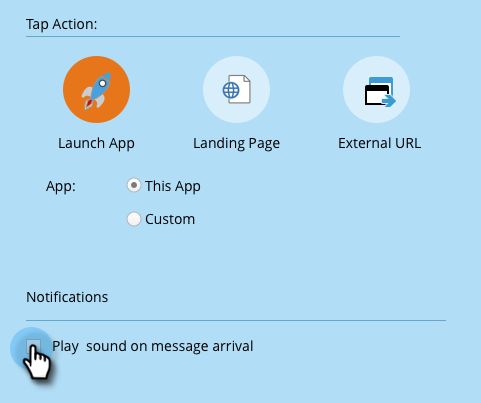 Tap Action:
Launch App Landing Page External URL
App: This App
Custom
Notifications
Play sound on message arrival